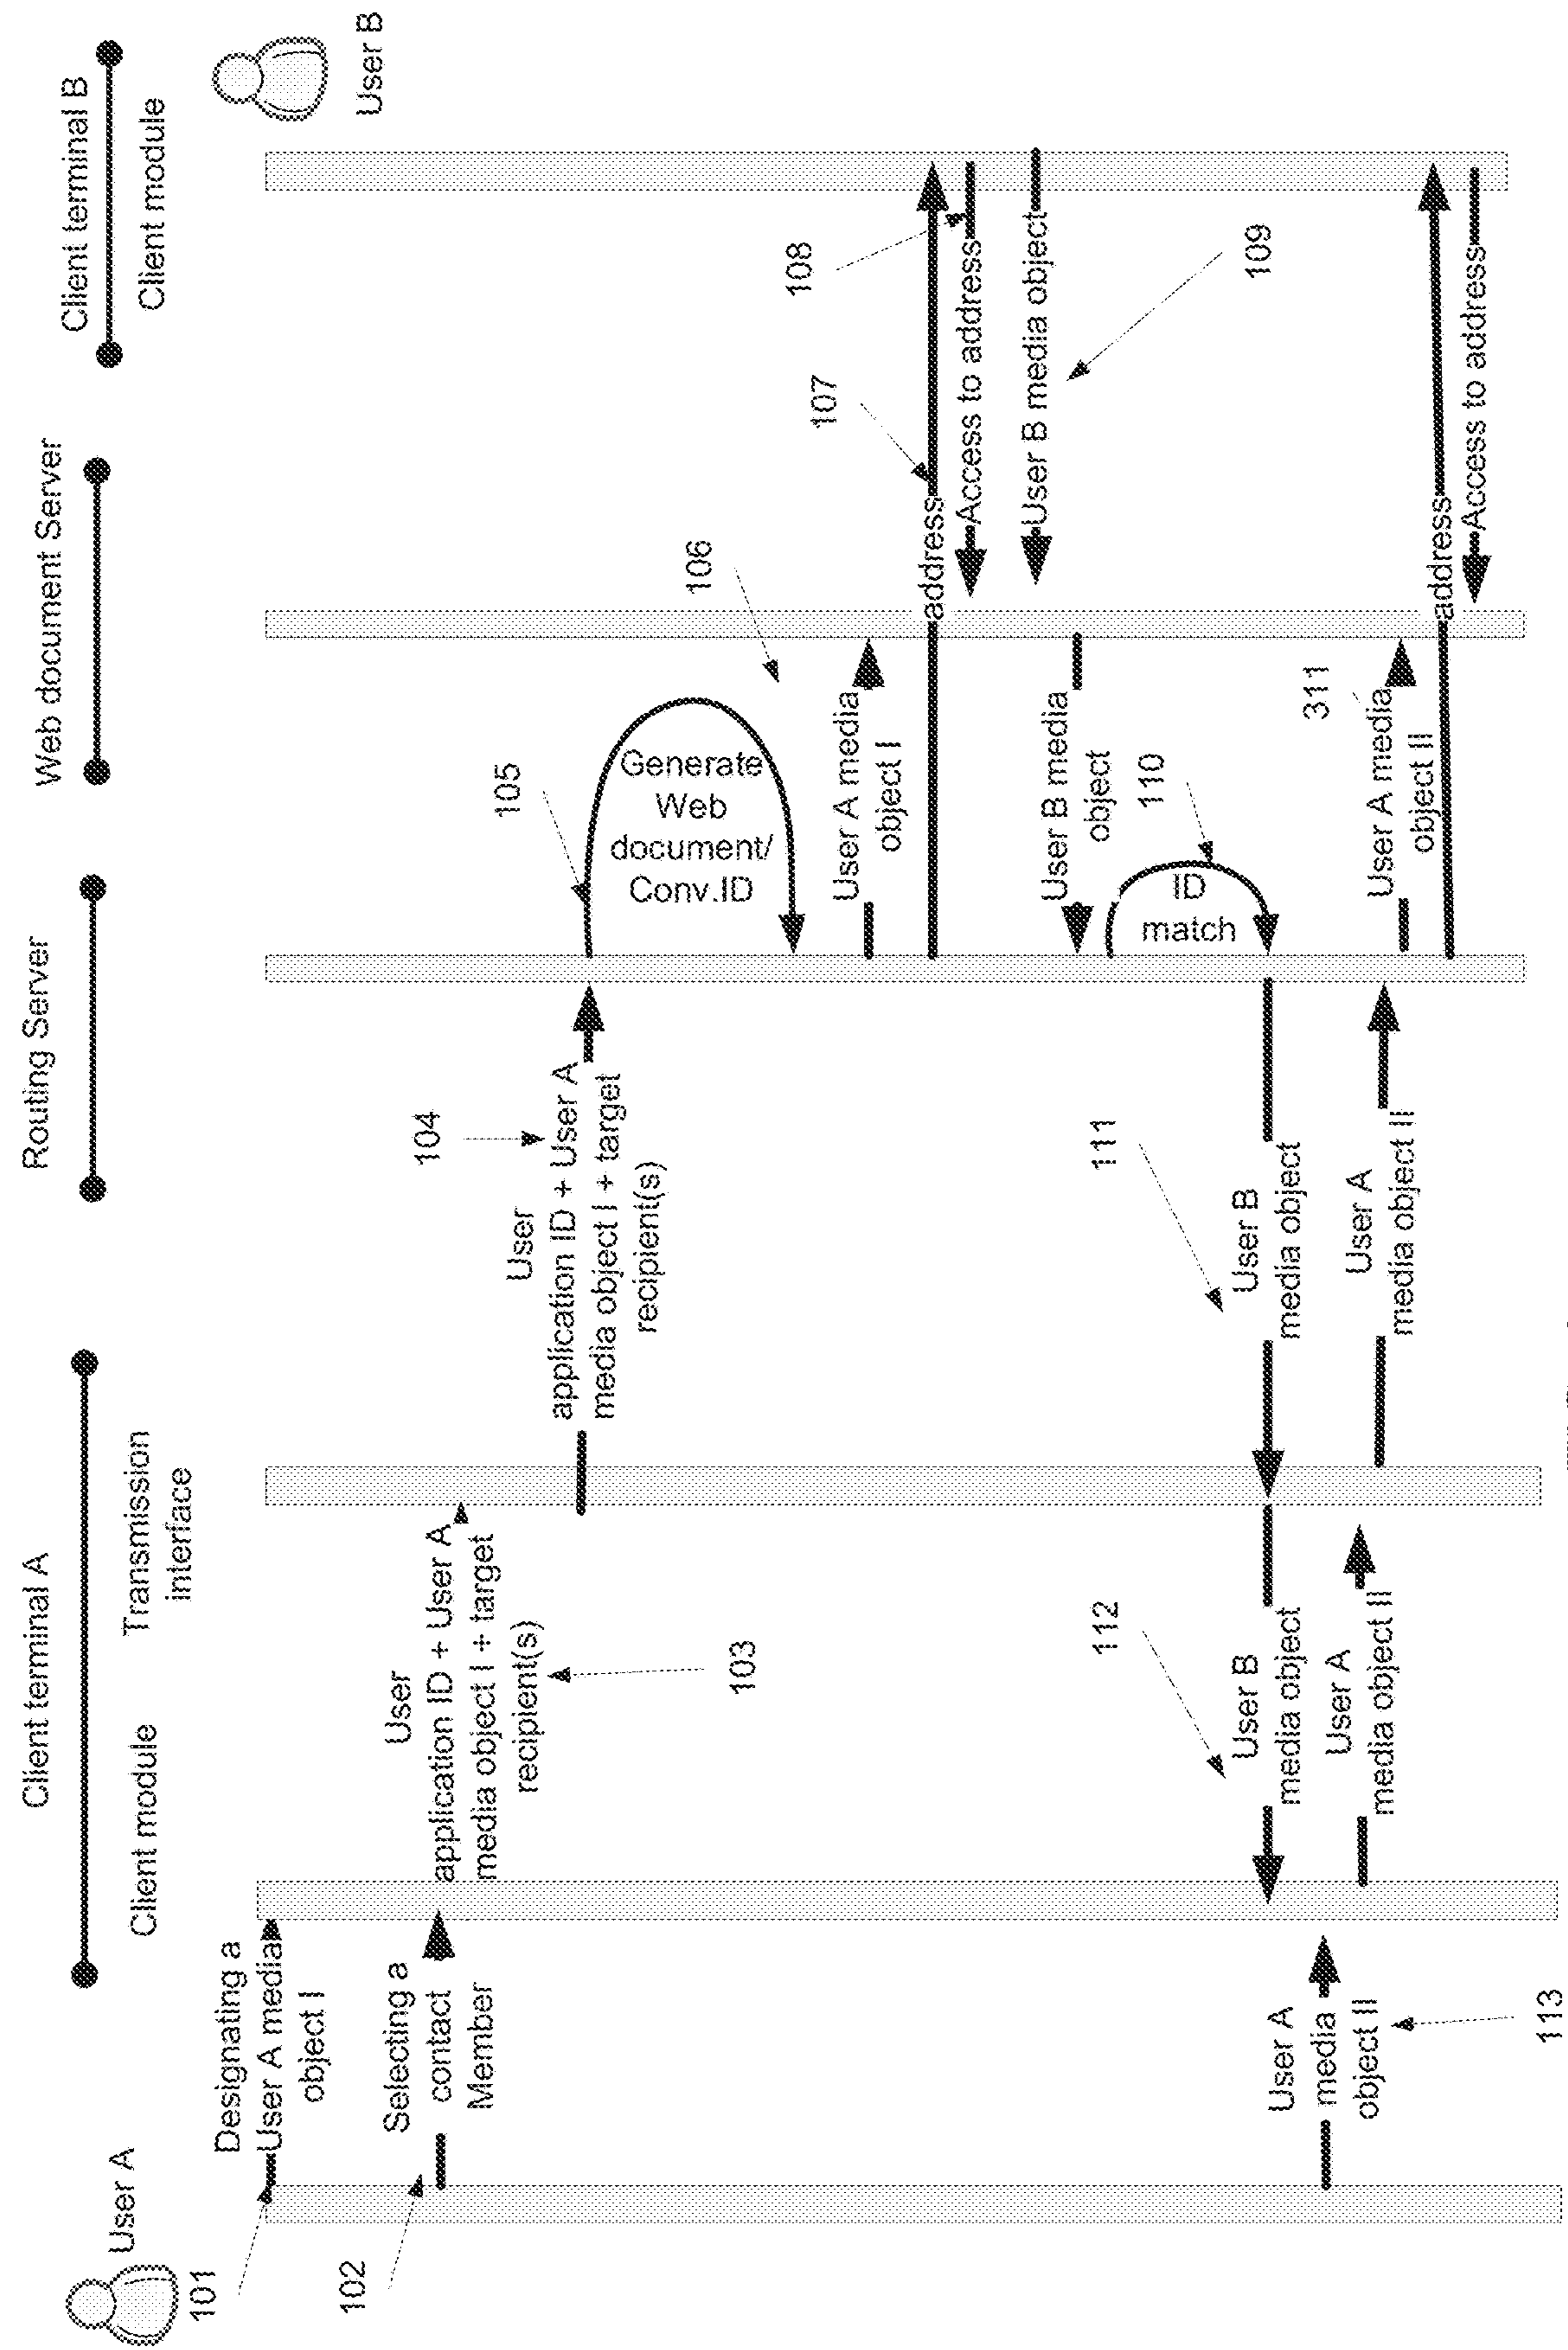 User A
Client terminal A
Client module
Transmission
interface
Routing Server
Web document Server
Client terminal B
Client module
User B
101
Designating a
User A media
object I
102
Selecting a
contact
Member
User
application ID + User A
media object I + target
recipient(s)
103
104
User
application ID + User A
media object I + target
recipient(s)
105
Generate
Web
document/
Conv.ID
106
User A media
object I
107
address
108
Access to address
User B media object
109
User B media
object
110
ID
match
111
User B
media object
112
User B
media object
User A
media
object II
113
User A
media object II
User A
media object II
311
User A media
object II
address
Access to address